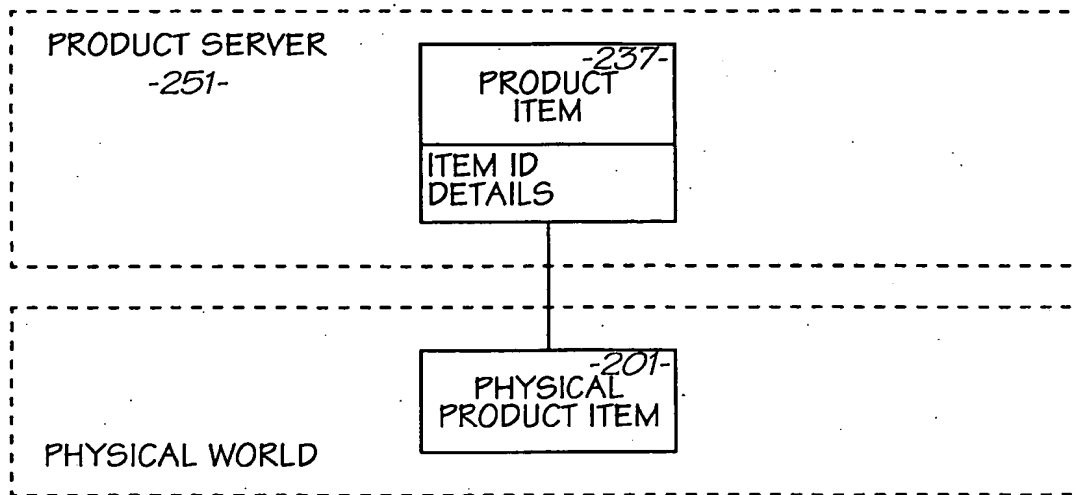 PRODUCT SERVER
-251-
-237-
PRODUCT
ITEM
ITEM ID
DETAILS
-201-
PHYSICAL
PRODUCT ITEM
PHYSICAL WORLD